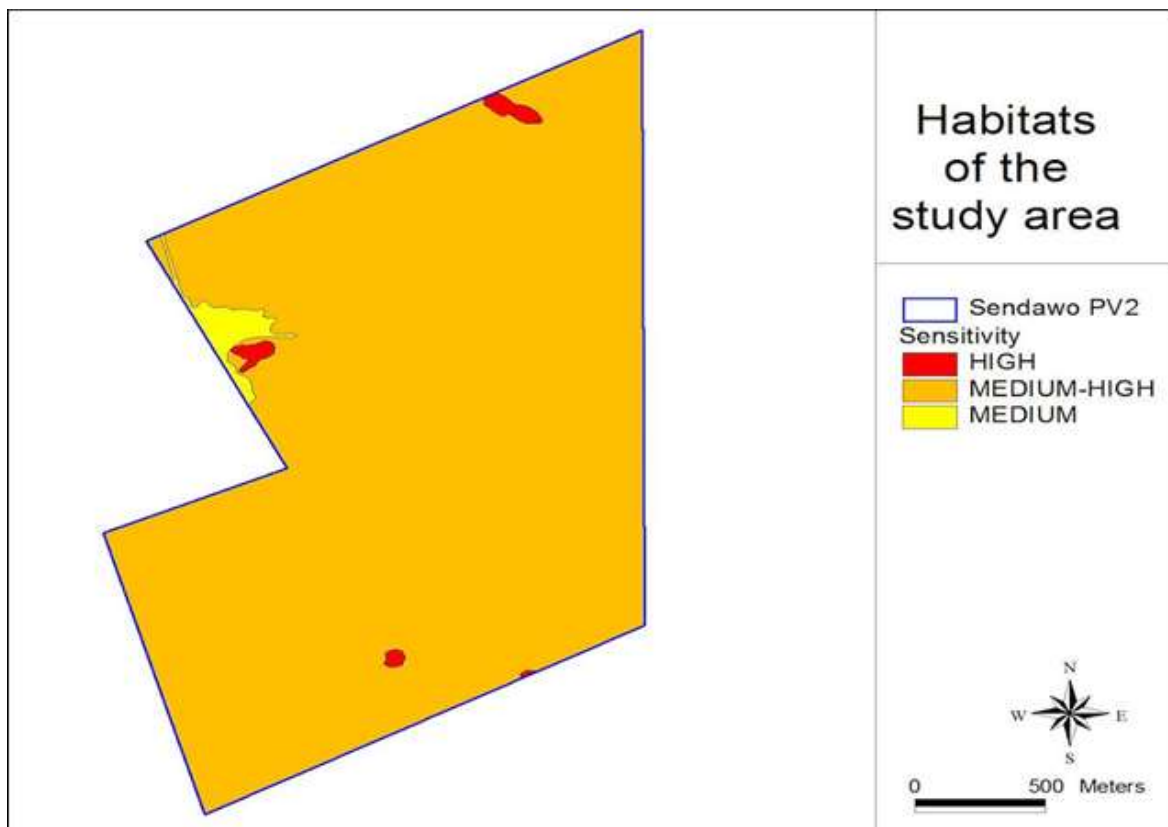 Habitats
of the
study area
Sendawo PV2
Sensitivity
HIGH
MEDIUM-HIGH
MEDIUM
N
W E
S
0 500 Meters